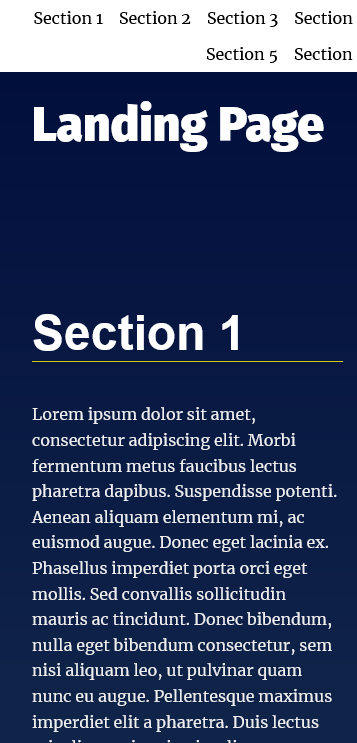 Section 1 Section 2 Section 3 Section
Section 5 Section
Landing Page
Section 1
Lorem ipsum dolor sit amet,
consectetur adipiscing elit. Morbi
fermentum metus faucibus lectus
pharetra dapibus. Suspendisse potenti.
Aenean aliquam elementum mi, ac
euismod augue. Donec eget lacinia ex.
Phasellus imperdiet porta orci eget
mollis. Sed convallis sollicitudin
mauris ac tincidunt. Donec bibendum,
nulla eget bibendum consectetur, sem
nisi aliquam leo, ut pulvinar quam
nunc eu augue. Pellentesque maximus
imperdiet elit a pharetra. Duis lectus